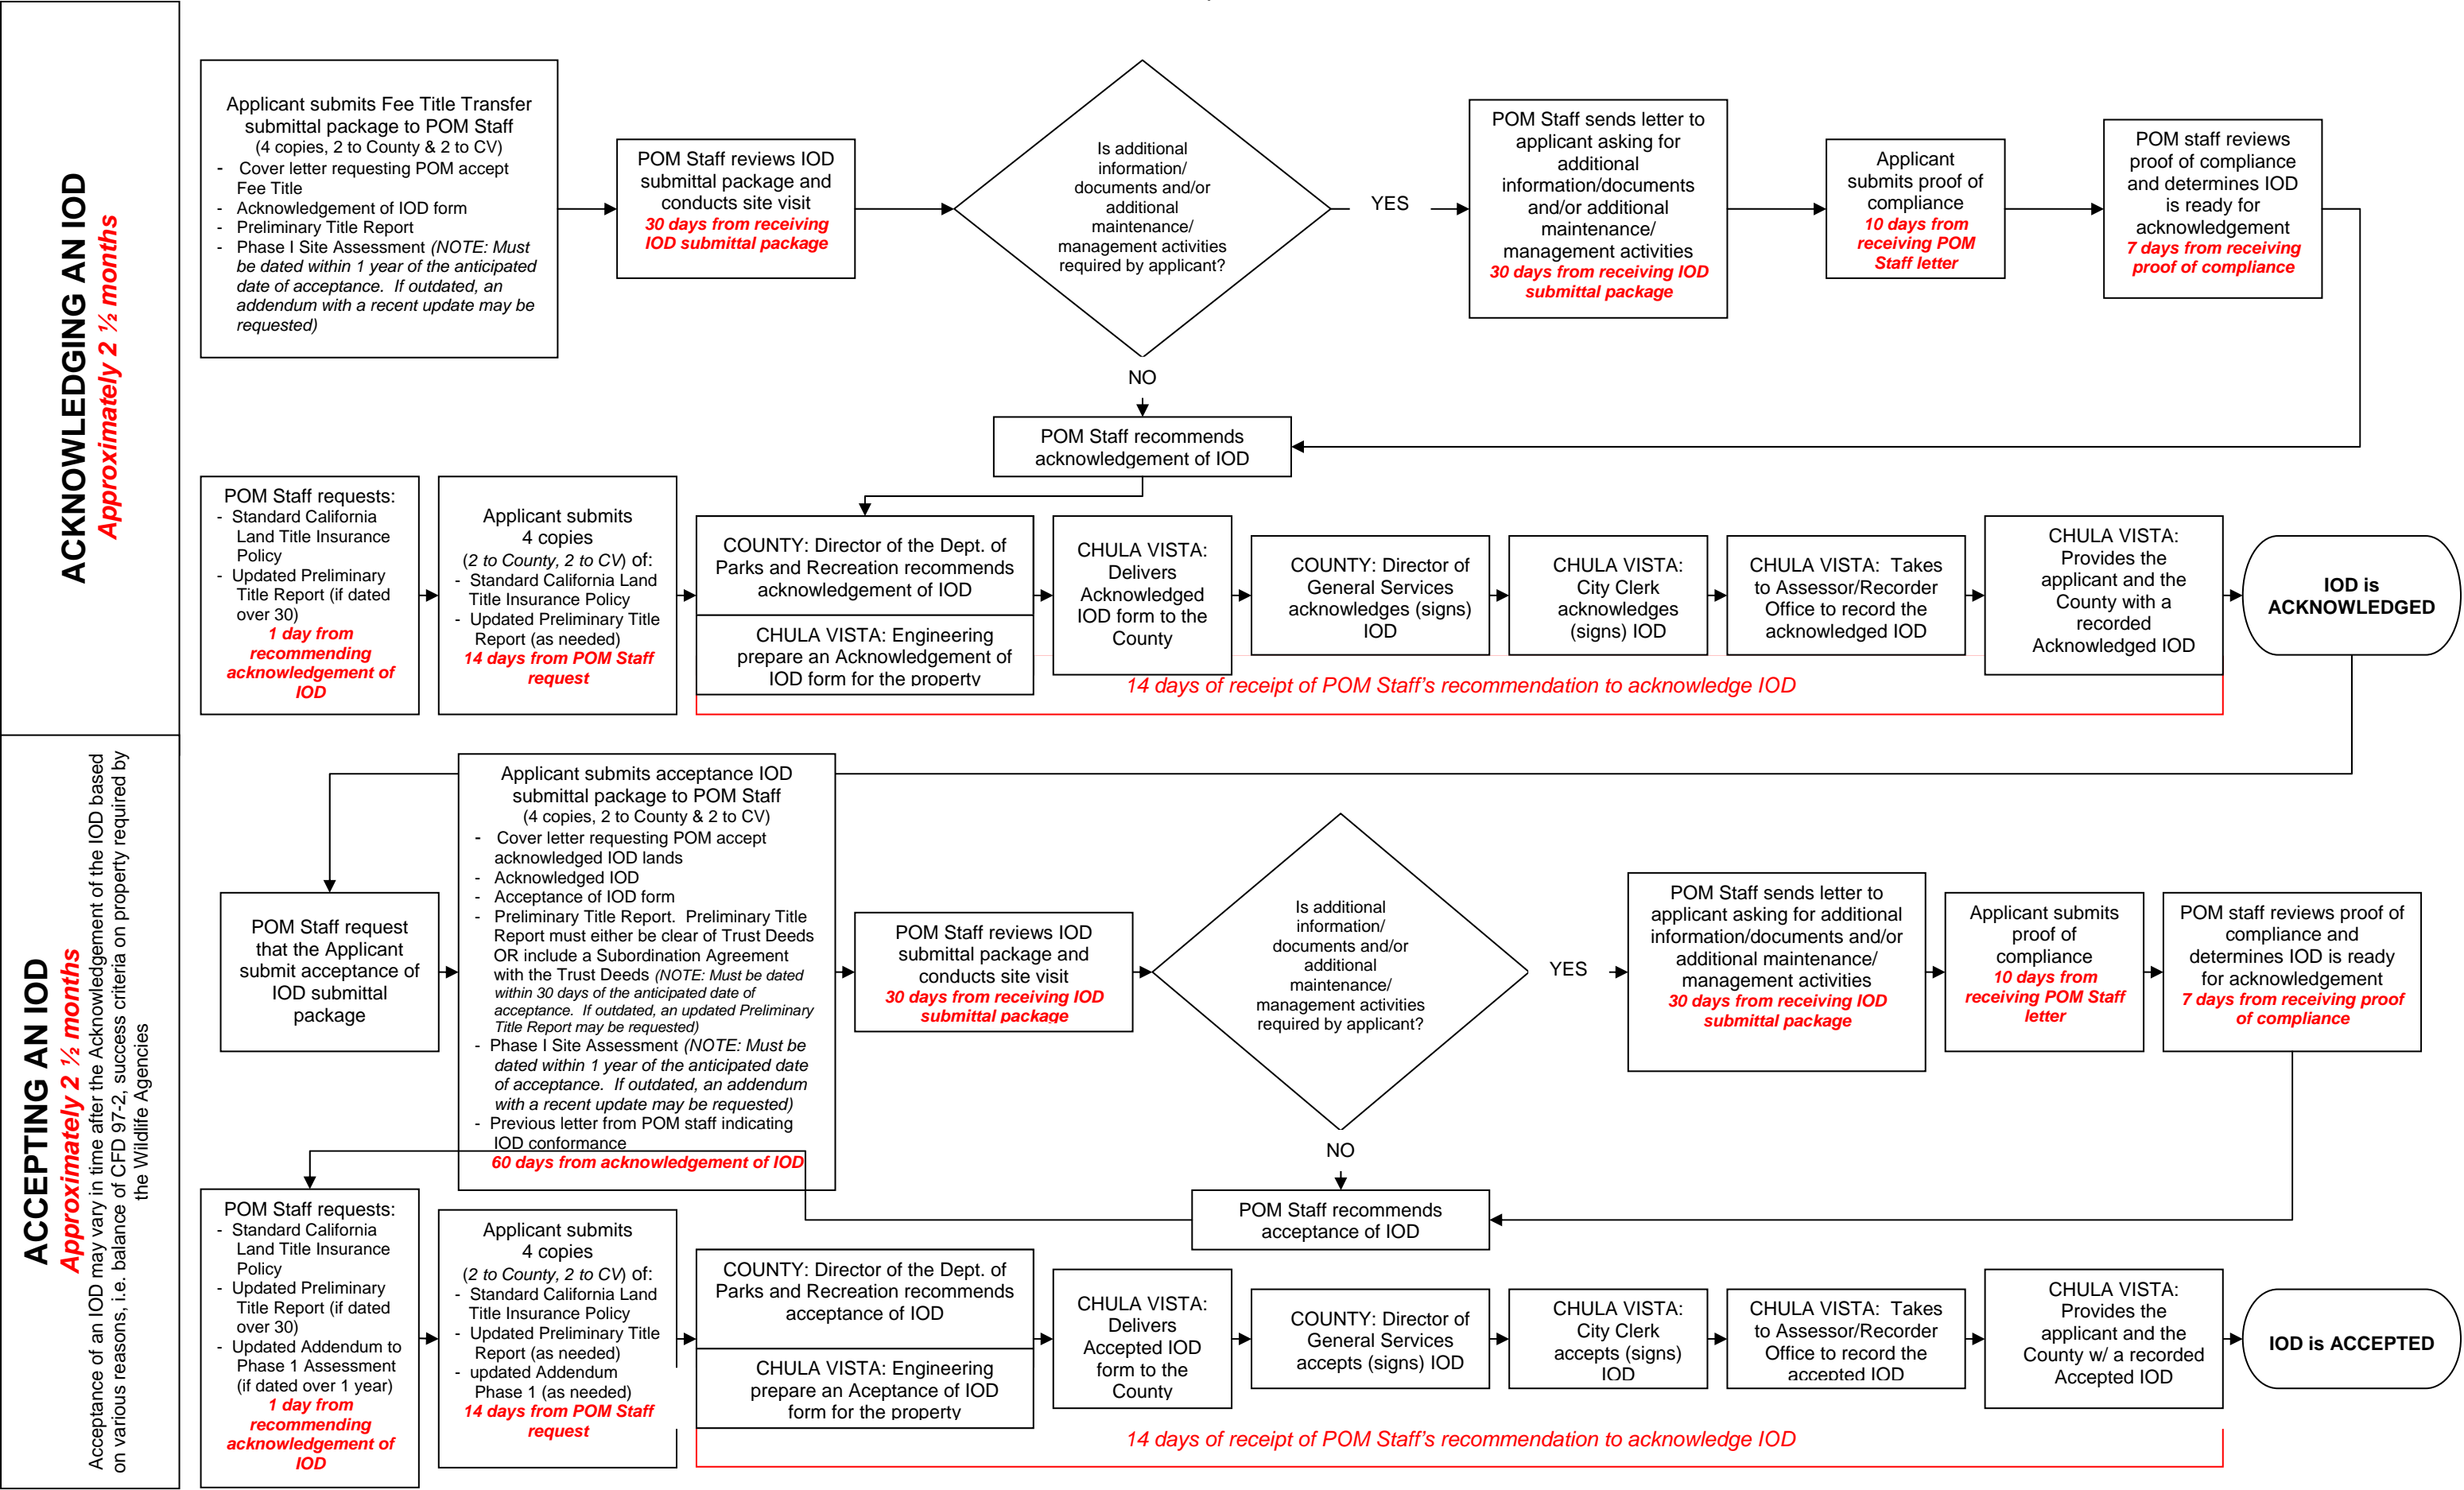 ACKNOWLEDGING AN IOD
Approximately 2 ½ months
Applicant submits Fee Title Transfer
submittal package to POM Staff
(4 copies, 2 to County & 2 to CV)
- Cover letter requesting POM accept
Fee Title
- Acknowledgement of IOD form
- Preliminary Title Report
- Phase I Site Assessment (NOTE: Must
be dated within 1 year of the anticipated
date of acceptance. If outdated, an
addendum with a recent update may be
requested)
POM Staff reviews IOD
submittal package and
conducts site visit
30 days from receiving
IOD submittal package
Is additional
information/
documents and/or
additional
maintenance/
management activities
required by applicant?
YES
POM Staff sends letter to
applicant asking for
additional
information/documents
and/or additional
maintenance/
management activities
30 days from receiving IOD
submittal package
Applicant
submits proof of
compliance
10 days from
receiving POM
Staff letter
POM staff reviews
proof of compliance
and determines IOD
is ready for
acknowledgement
7 days from receiving
proof of compliance
NO
POM Staff recommends
acknowledgement of IOD
POM Staff requests:
- Standard California
Land Title Insurance
Policy
- Updated Preliminary
Title Report (if dated
over 30)
1 day from
recommending
acknowledgement of
IOD
Applicant submits
4 copies
(2 to County, 2 to CV) of:
- Standard California Land
Title Insurance Policy
- Updated Preliminary Title
Report (as needed)
14 days from POM Staff
request
COUNTY: Director of the Dept. of
Parks and Recreation recommends
acknowledgement of IOD
CHULA VISTA: Engineering
prepare an Acknowledgement of
IOD form for the property
CHULA VISTA:
Delivers
Acknowledged
IOD form to the
County
COUNTY: Director of
General Services
acknowledges (signs)
IOD
CHULA VISTA:
City Clerk
acknowledges
(signs) IOD
CHULA VISTA: Takes
to Assessor/Recorder
Office to record the
acknowledged IOD
CHULA VISTA:
Provides the
applicant and the
County with a
recorded
Acknowledged IOD
IOD is
ACKNOWLEDGED
14 days of receipt of POM Staff's recommendation to acknowledge IOD
ACCEPTING AN IOD
Approximately 2 ½ months
Acceptance of an IOD may vary in time after the Acknowledgement of the IOD based
on various reasons, i.e. balance of CFD 97-2, success criteria on property required by
the Wildlife Agencies
POM Staff request
that the Applicant
submit acceptance of
IOD submittal
package
Applicant submits acceptance IOD
submittal package to POM Staff
(4 copies, 2 to County & 2 to CV)
- Cover letter requesting POM accept
acknowledged IOD lands
- Acknowledged IOD
- Acceptance of IOD form
- Preliminary Title Report. Preliminary Title
Report must either be clear of Trust Deeds
OR include a Subordination Agreement
with the Trust Deeds (NOTE: Must be dated
within 30 days of the anticipated date of
acceptance. If outdated, an updated Preliminary
Title Report may be requested)
- Phase I Site Assessment (NOTE: Must be
dated within 1 year of the anticipated date
of acceptance. If outdated, an addendum
with a recent update may be requested)
- Previous letter from POM staff indicating
IOD conformance
60 days from acknowledgement of IOD
POM Staff reviews IOD
submittal package and
conducts site visit
30 days from receiving IOD
submittal package
Is additional
information/
documents and/or
additional
maintenance/
management activities
required by applicant?
YES
POM Staff sends letter to
applicant asking for additional
information/documents and/or
additional maintenance/
management activities
30 days from receiving IOD
submittal package
Applicant submits
proof of
compliance
10 days from
receiving POM Staff
letter
POM staff reviews proof of
compliance and
determines IOD is ready
for acknowledgement
7 days from receiving proof
of compliance
NO
POM Staff recommends
acceptance of IOD
POM Staff requests:
- Standard California
Land Title Insurance
Policy
- Updated Preliminary
Title Report (if dated
over 30)
- Updated Addendum to
Phase 1 Assessment
(if dated over 1 year)
1 day from
recommending
acknowledgement of
IOD
Applicant submits
4 copies
(2 to County, 2 to CV) of:
- Standard California Land
Title Insurance Policy
- Updated Preliminary Title
Report (as needed)
- updated Addendum
Phase 1 (as needed)
14 days from POM Staff
request
COUNTY: Director of the Dept. of
Parks and Recreation recommends
acceptance of IOD
CHULA VISTA: Engineering
prepare an Aceptance of IOD
form for the property
CHULA VISTA:
Delivers
Accepted IOD
form to the
County
COUNTY: Director of
General Services
accepts (signs) IOD
CHULA VISTA:
City Clerk
accepts (signs)
IOD
CHULA VISTA: Takes
to Assessor/Recorder
Office to record the
accepted IOD
CHULA VISTA:
Provides the
applicant and the
County w/ a recorded
Accepted IOD
IOD is ACCEPTED
14 days of receipt of POM Staff's recommendation to acknowledge IOD